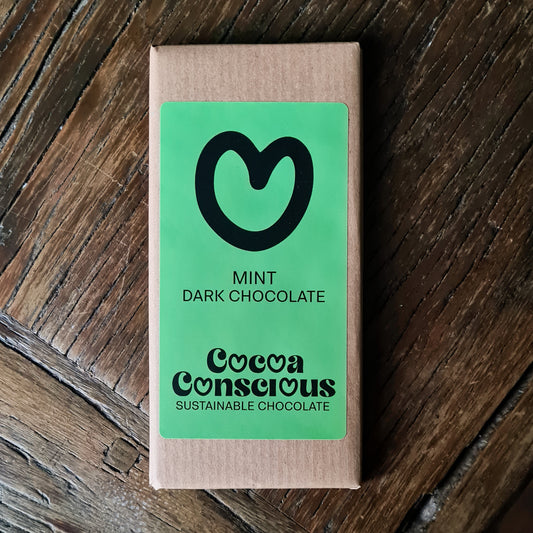 MINT
DARK CHOCOLATE
Cocoa
Conscious
SUSTAINABLE CHOCOLATE